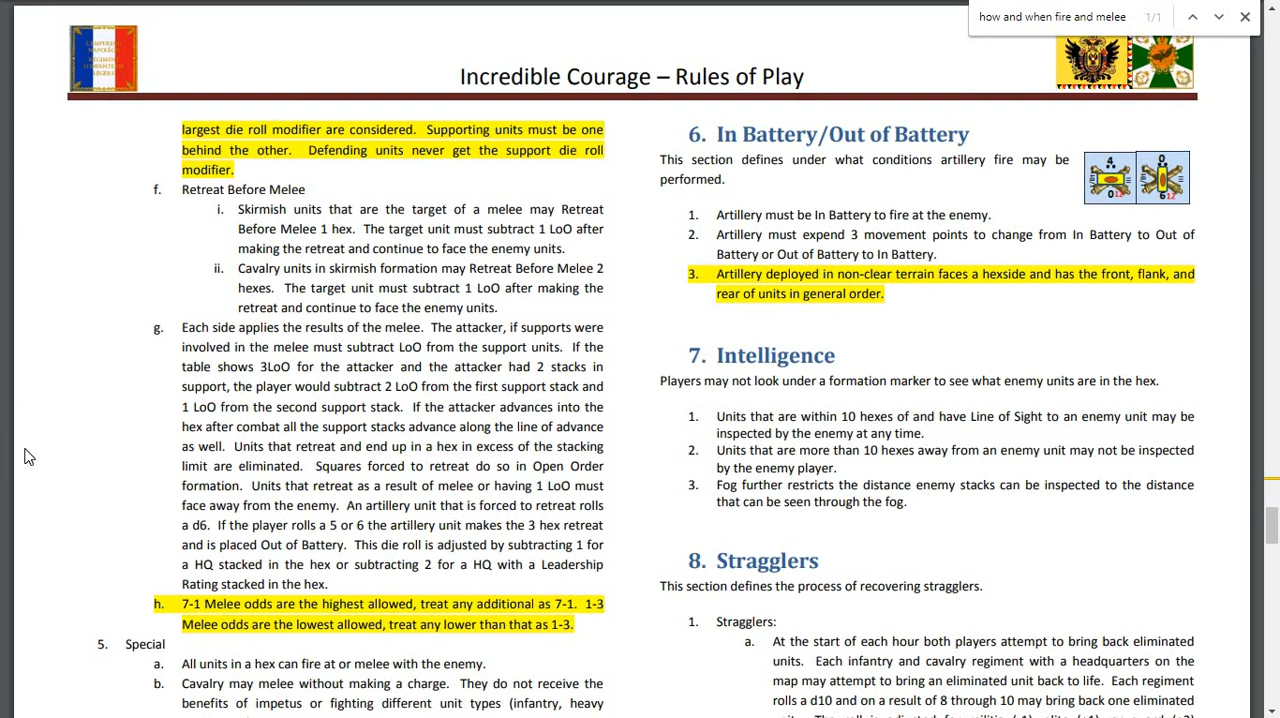 how and when fire and melee 1/1
Incredible Courage – Rules of Play
largest die roll modifier are considered. Supporting units must be one
behind the other. Defending units never get the support die roll
modifier.
f. Retreat Before Melee
i. Skirmish units that are the target of a melee may Retreat
Before Melee 1 hex. The target unit must subtract 1 LoO after
making the retreat and continue to face the enemy units.
ii. Cavalry units in skirmish formation may Retreat Before Melee 2
hexes. The target unit must subtract 1 LoO after making the
retreat and continue to face the enemy units.
g. Each side applies the results of the melee. The attacker, if supports were
involved in the melee must subtract LoO from the support units. If the
table shows 3LoO for the attacker and the attacker had 2 stacks in
support, the player would subtract 2 LoO from the first support stack and
1 LoO from the second support stack. If the attacker advances into the
hex after combat all the support stacks advance along the line of advance
as well. Units that retreat and end up in a hex in excess of the stacking
limit are eliminated. Squares forced to retreat do so in Open Order
formation. Units that retreat as a result of melee or having 1 LoO must
face away from the enemy. An artillery unit that is forced to retreat rolls
a d6. If the player rolls a 5 or 6 the artillery unit makes the 3 hex retreat
and is placed Out of Battery. This die roll is adjusted by subtracting 1 for
a HQ stacked in the hex or subtracting 2 for a HQ with a Leadership
Rating stacked in the hex.
h. 7-1 Melee odds are the highest allowed, treat any additional as 7-1. 1-3
Melee odds are the lowest allowed, treat any lower than that as 1-3.
5. Special
a. All units in a hex can fire at or melee with the enemy.
b. Cavalry may melee without making a charge. They do not receive the
benefits of impetus or fighting different unit types (infantry, heavy
6. In Battery/Out of Battery
This section defines under what conditions artillery fire may be
performed.
1. Artillery must be In Battery to fire at the enemy.
2. Artillery must expend 3 movement points to change from In Battery to Out of
Battery or Out of Battery to In Battery.
3. Artillery deployed in non-clear terrain faces a hexside and has the front, flank, and
rear of units in general order.
7. Intelligence
Players may not look under a formation marker to see what enemy units are in the hex.
1. Units that are within 10 hexes of and have Line of Sight to an enemy unit may be
inspected by the enemy at any time.
2. Units that are more than 10 hexes away from an enemy unit may not be inspected
by the enemy player.
3. Fog further restricts the distance enemy stacks can be inspected to the distance
that can be seen through the fog.
8. Stragglers
This section defines the process of recovering stragglers.
1. Stragglers:
a. At the start of each hour both players attempt to bring back eliminated
units. Each infantry and cavalry regiment with a headquarters on the
map may attempt to bring an eliminated unit back to life. Each regiment
rolls a d10 and on a result of 8 through 10 may bring back one eliminated